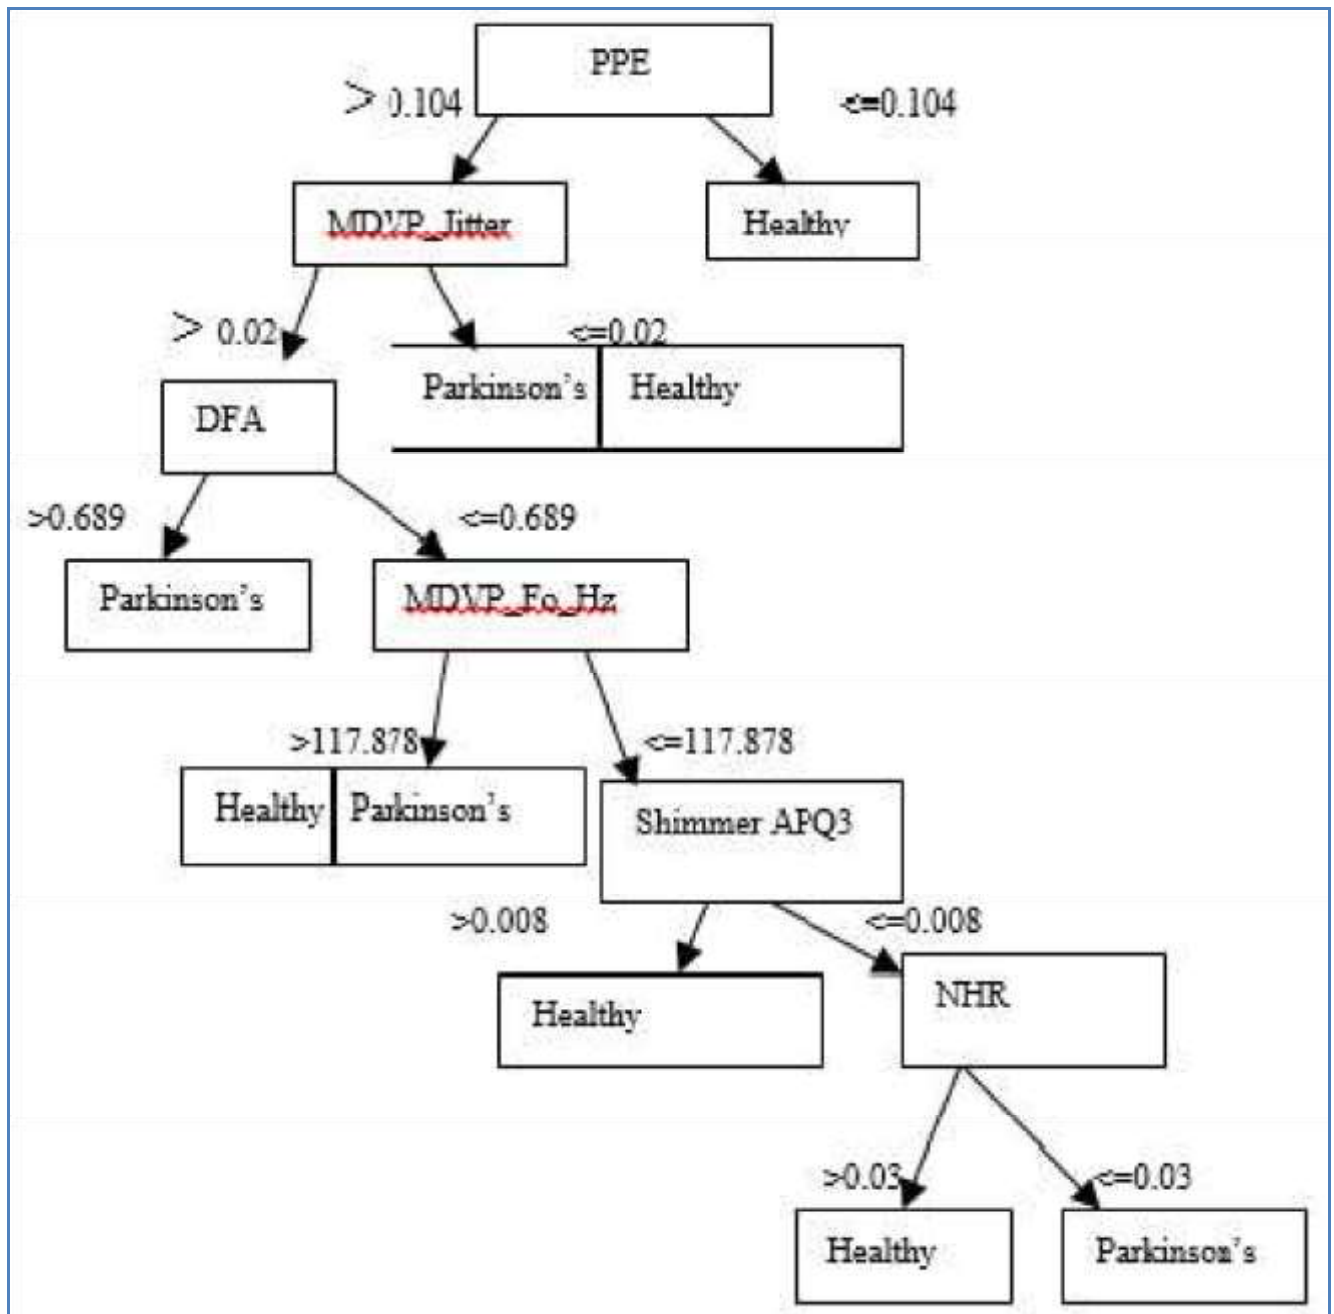 PPE
> 0.104
<=0.104
MDVP_Jitter
Healthy
> 0.02
<=0.02
Parkinson's
Healthy
DFA
>0.689
<=0.689
Parkinson's
MDVP_Fo_Hz
>117.878
<=117.878
Healthy
Parkinson's
Shimmer APQ3
>0.008
<=0.008
Healthy
NHR
>0.03
<=0.03
Healthy
Parkinson's